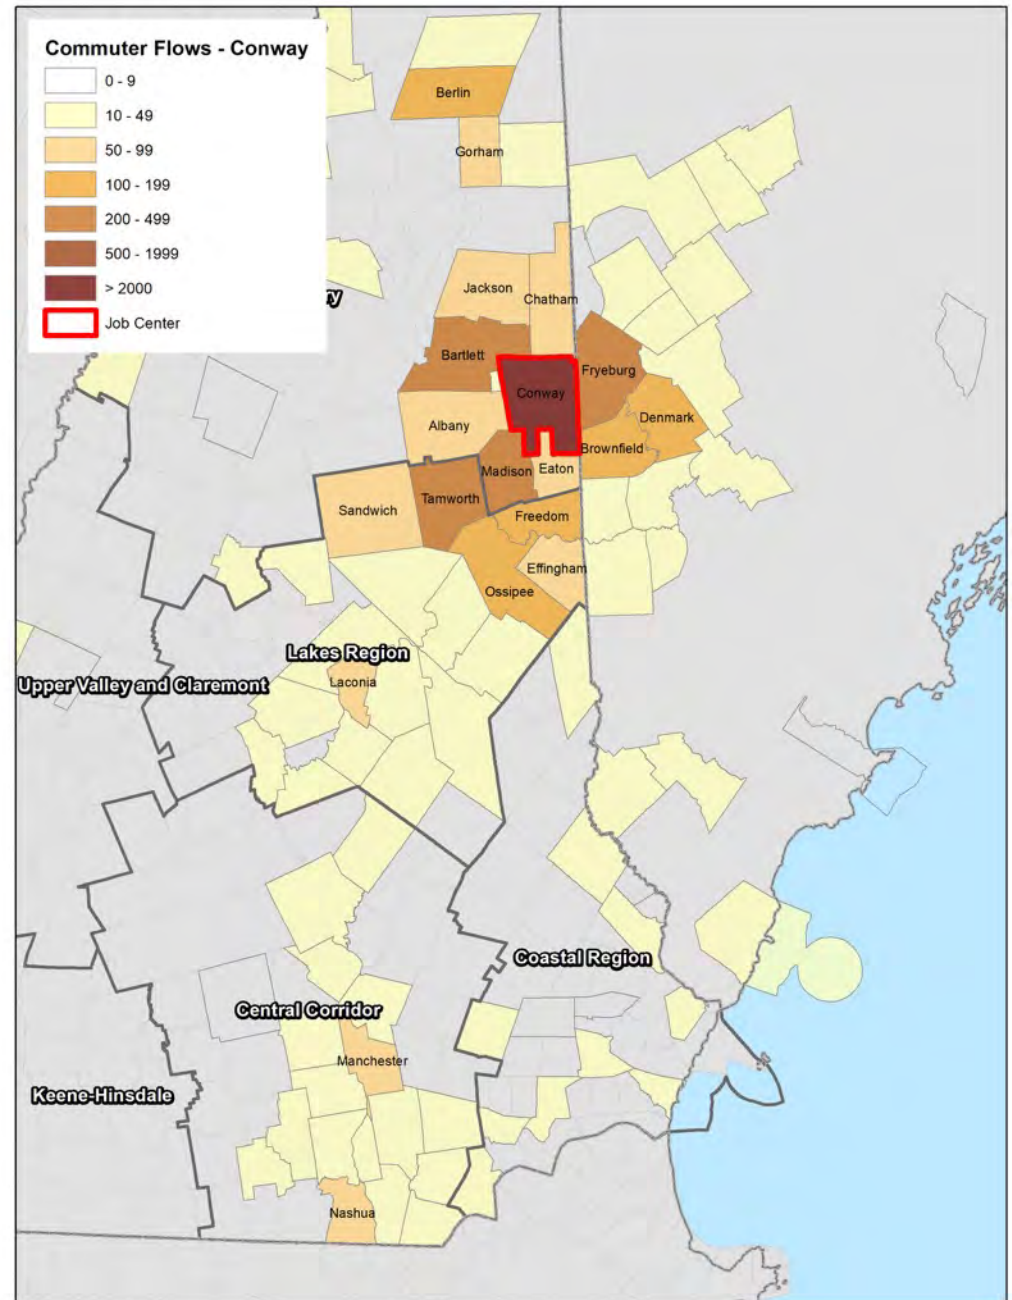 Commuter Flows - Conway
0 - 9
10 - 49
50 - 99
100 - 199
200 - 499
500 - 1999
> 2000
Job Center
ry
Berlin
Gorham
Jackson
Chatham
Bartlett
Fryeburg
Conway
Denmark
Albany
Brownfield
Madison
Eaton
Tamworth
Sandwich
Freedom
Effingham
Ossipee
Lakes Region
Laconia
Upper Valley and Claremont
Coastal Region
Central Corridor
Manchester
Keene-Hinsdale
Nashua